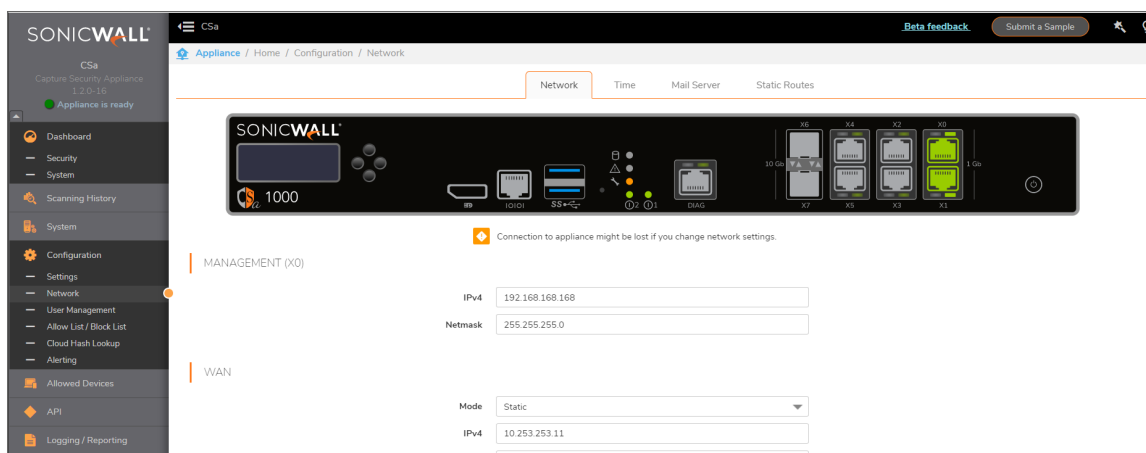 SONICWALL
CSa
Beta feedback
Submit a Sample
CSa
Capture Security Appliance
1.2.0-16
Appliance is ready
Appliance / Home / Configuration / Network
Network
Time
Mail Server
Static Routes
Dashboard
Security
System
Scanning History
System
Configuration
Settings
Network
User Management
Allow List / Block List
Cloud Hash Lookup
Alerting
Allowed Devices
API
Logging / Reporting
SONICWALL
X6
X4
X2
X0
10 Gb
1 Gb
CSa 1000
IOIOI
SS
2
1
DIAG
X7
X5
X3
X1
Connection to appliance might be lost if you change network settings.
MANAGEMENT (X0)
IPv4
192.168.168.168
Netmask
255.255.255.0
WAN
Mode
Static
IPv4
10.253.253.11